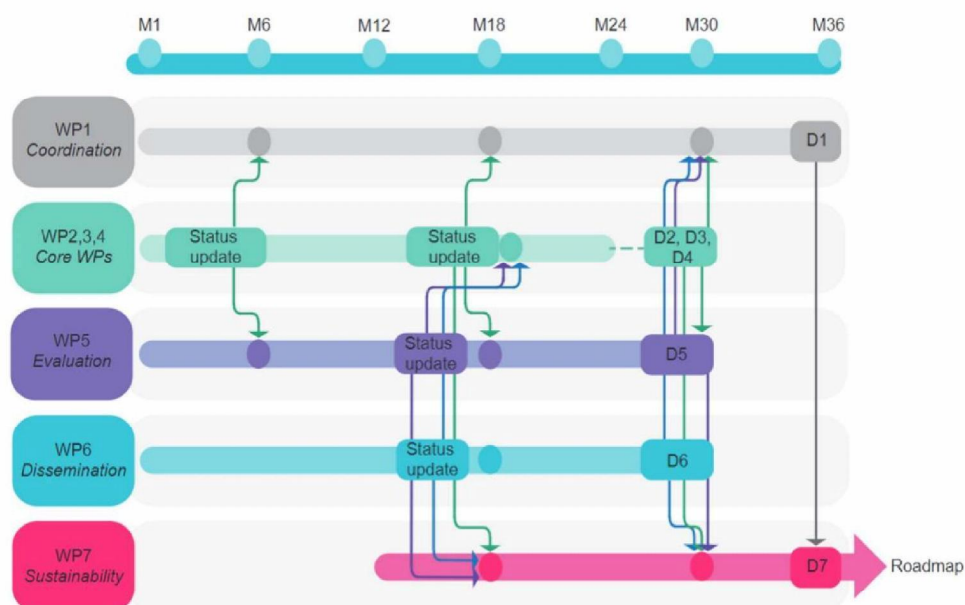 M1 M6 M12 M18 M24 M30 M36
WP1
Coordination
D1
WP2,3,4
Core WPs
Status
update
Status
update
D2, D3,
D4
WP5
Evaluation
Status
update
D5
WP6
Dissemination
Status
update
D6
WP7
Sustainability
D7
Roadmap